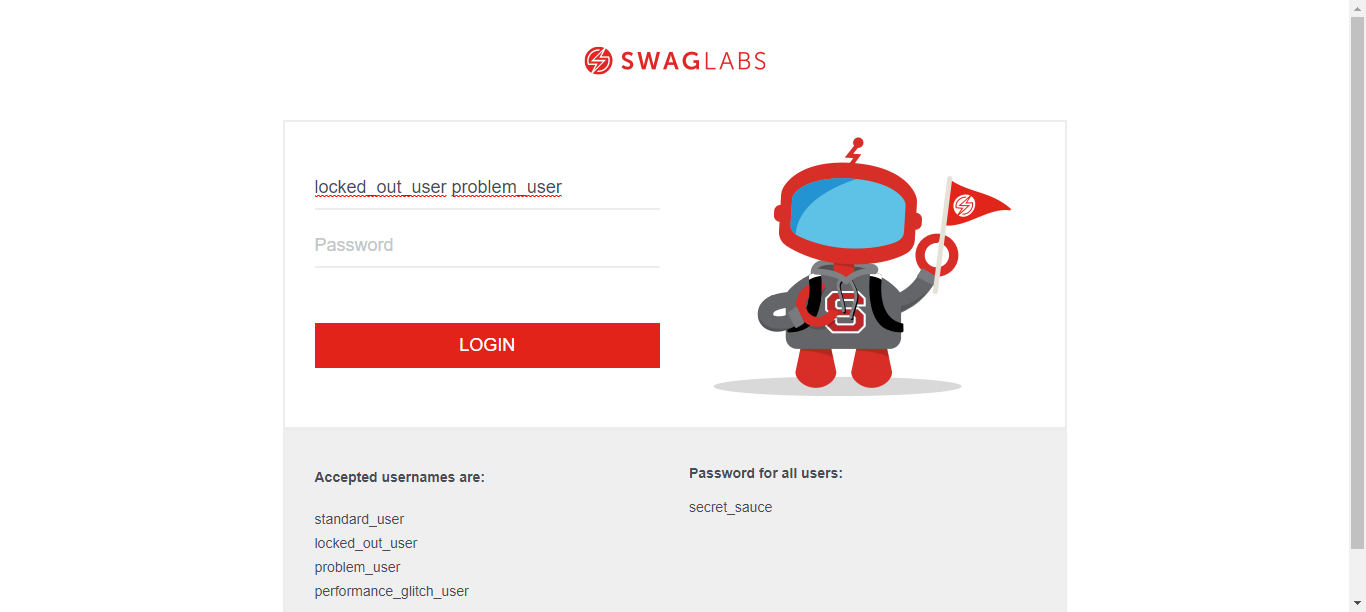 SWAGLABS
locked_out_user problem_user
Password
LOGIN
S
Accepted usernames are:
standard_user
locked_out_user
problem_user
performance_glitch_user
Password for all users:
secret_sauce